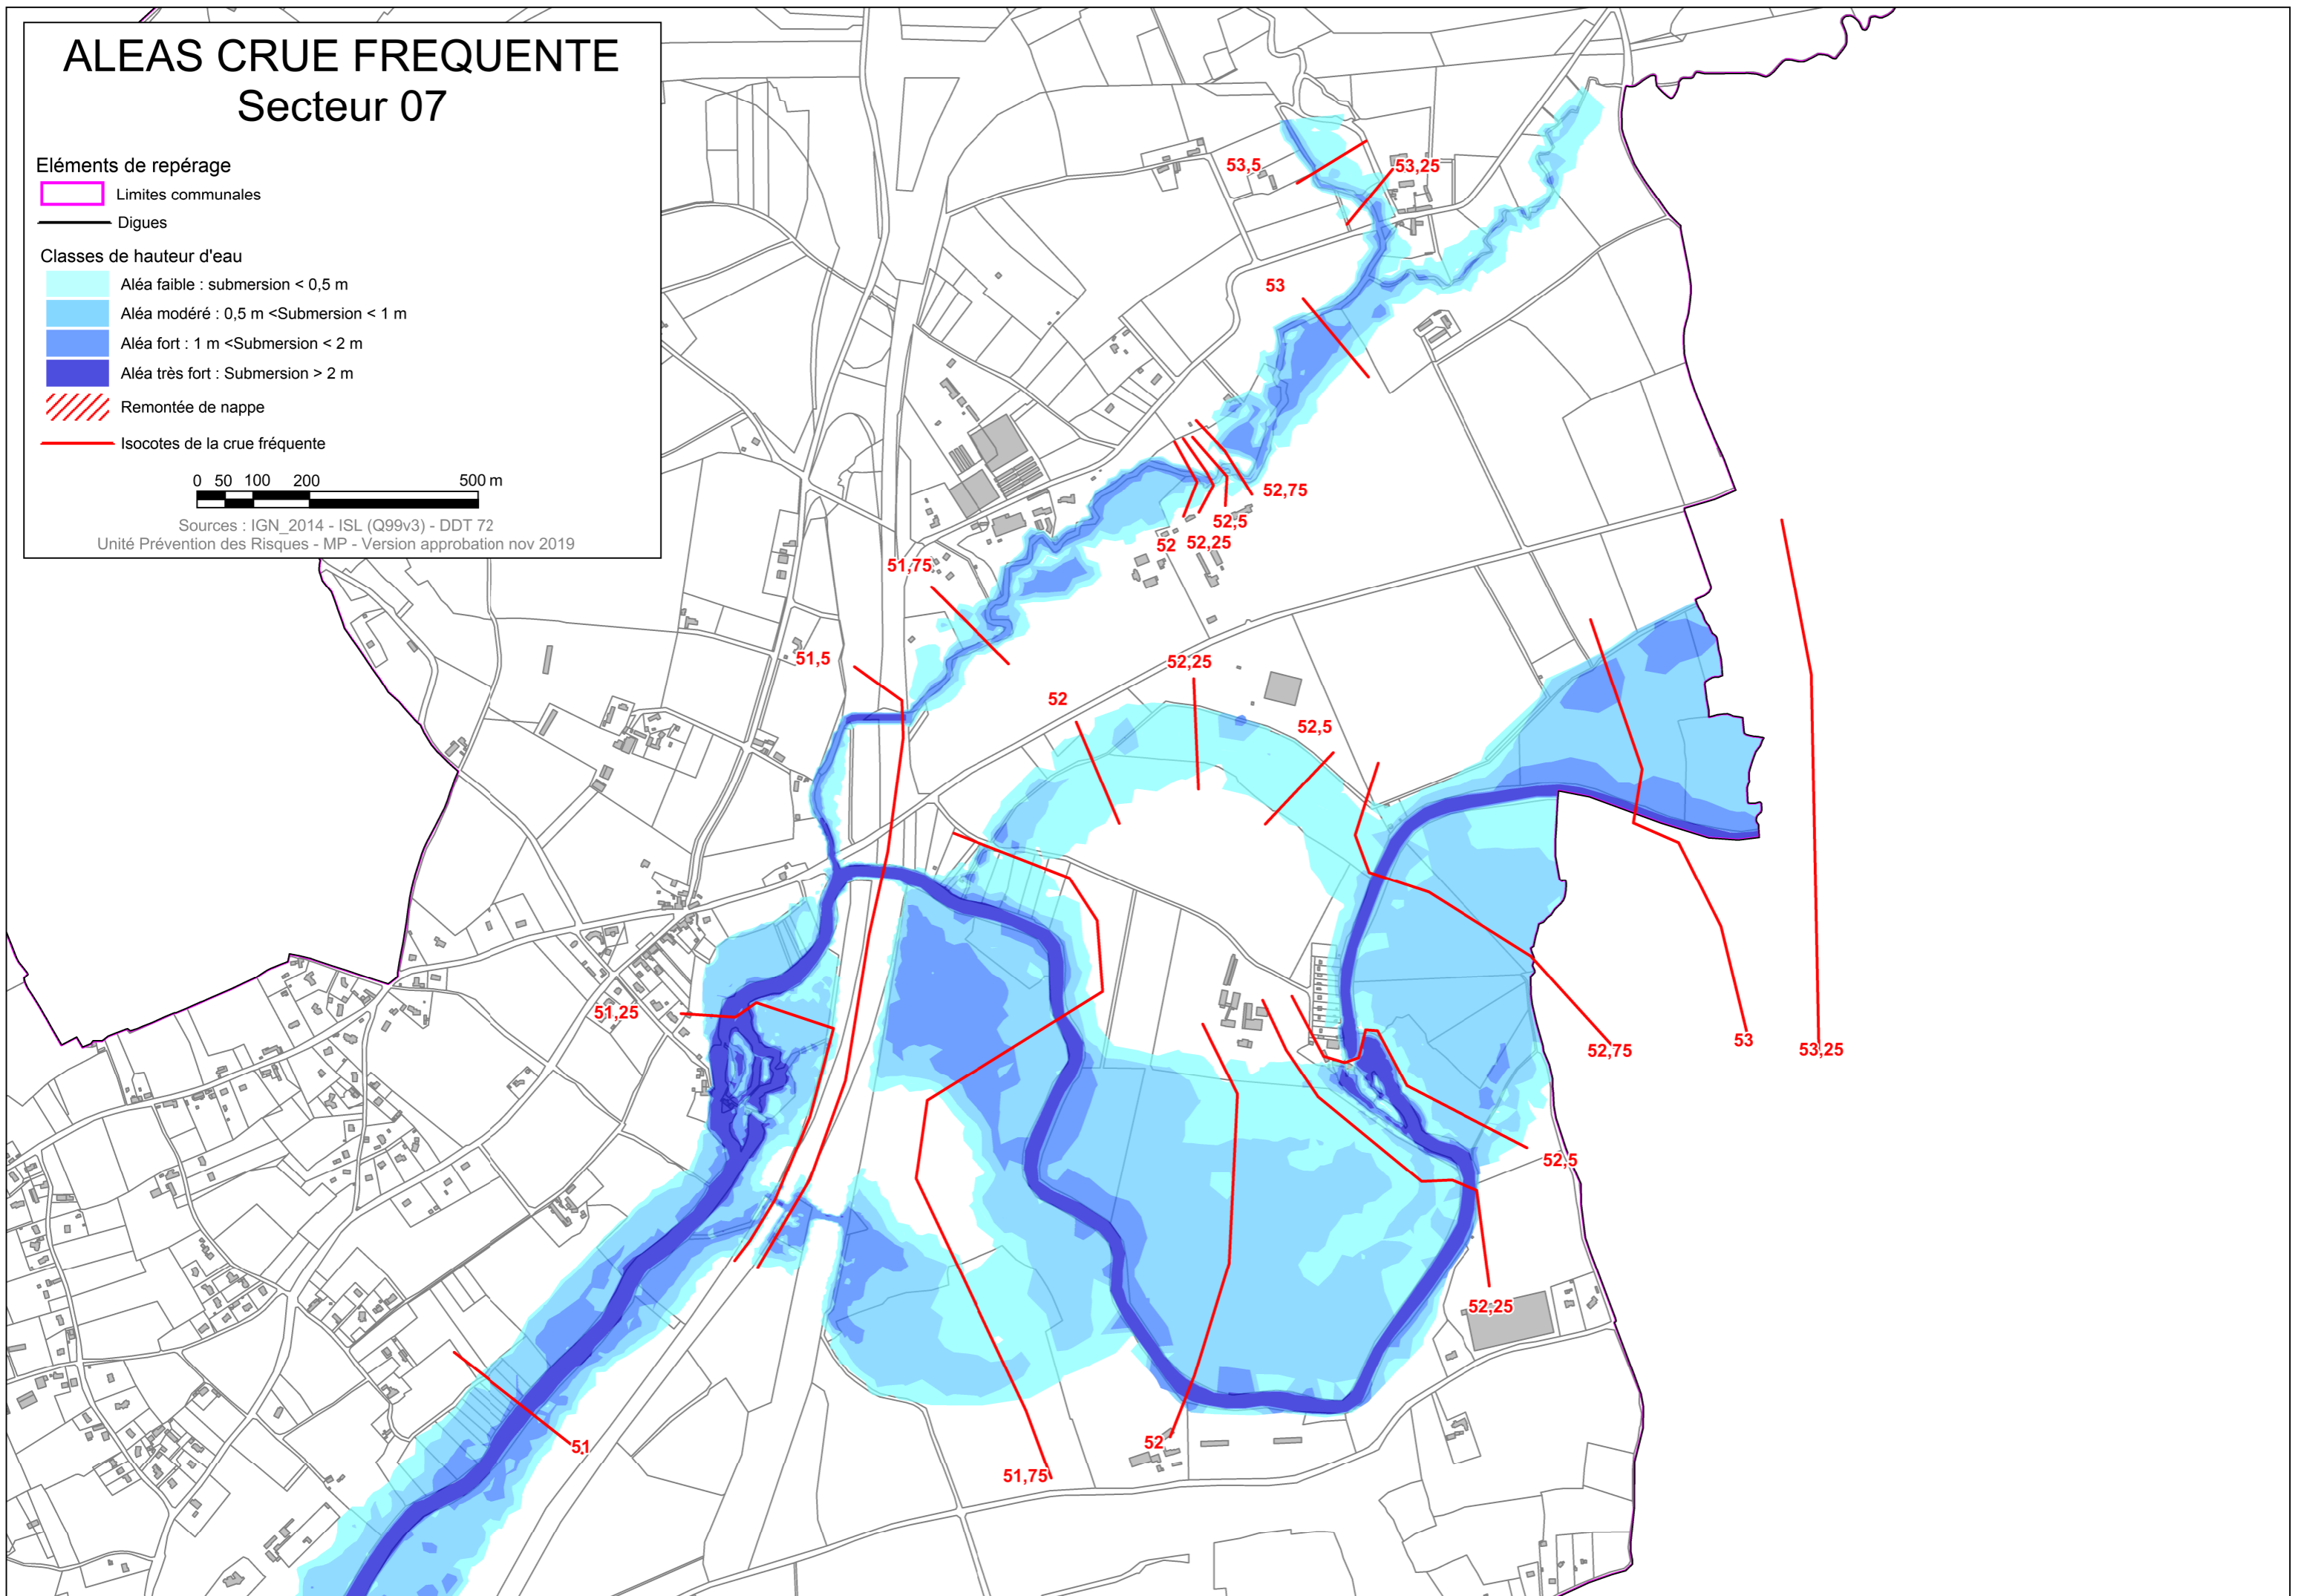 ALEAS CRUE FREQUENTE
Secteur 07
Eléments de repérage
Limites communales
Digues
Classes de hauteur d'eau
Aléa faible : submersion < 0,5 m
Aléa modéré : 0,5 m <Submersion < 1 m
Aléa fort : 1 m <Submersion < 2 m
Aléa très fort : Submersion > 2 m
Remontée de nappe
Isocotes de la crue fréquente
0 50 100 200 500 m
Sources : IGN_2014 - ISL (Q99v3) - DDT 72
Unité Prévention des Risques - MP - Version approbation nov 2019
53,5
53,25
53
52,75
52,5
52,25
52
51,75
51,5
52,25
52
52,5
51,25
53
52,75
53,25
52,5
52,25
51
52
51,75